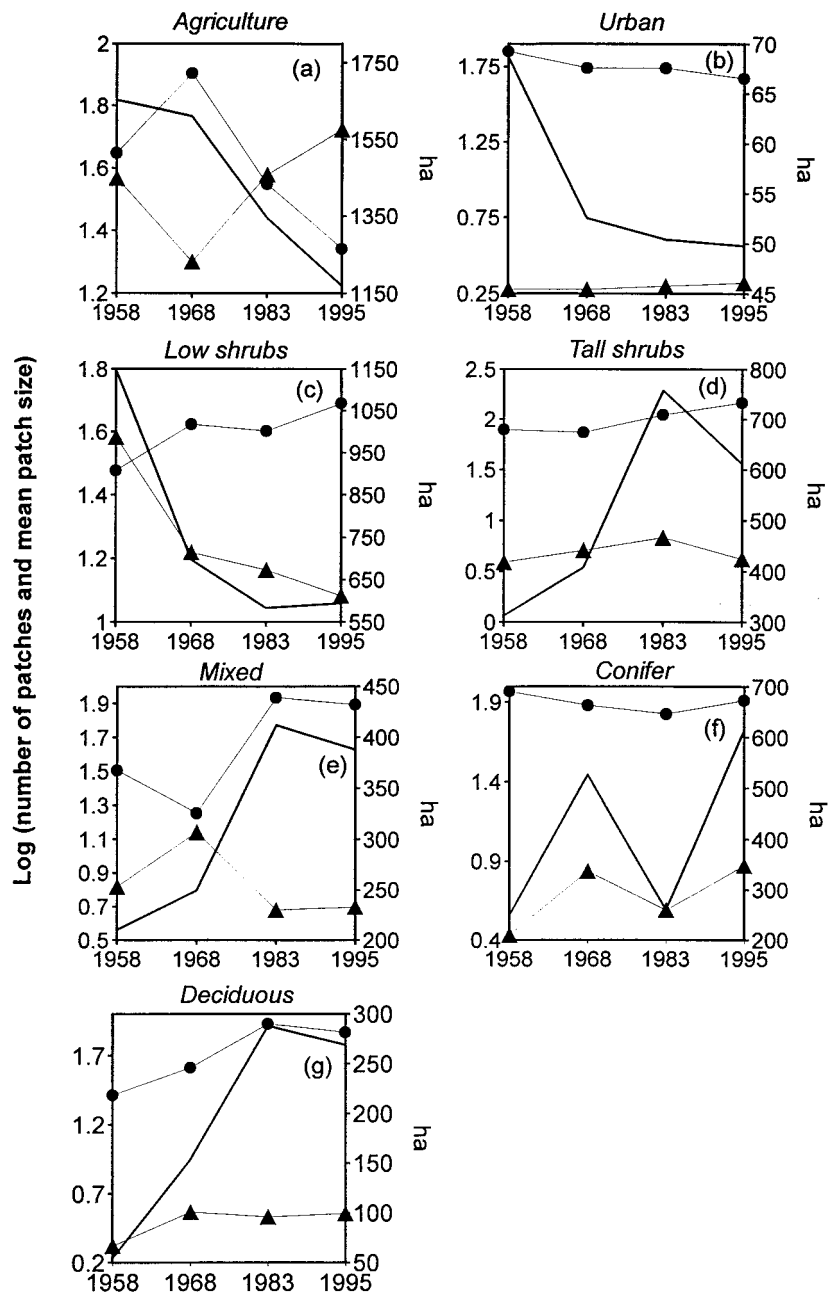 Agriculture
(a)
2
1.8
1.6
1.4
1.2
1750
1550
1350
1150
ha
1958 1968 1983 1995
Urban
(b)
1.75
1.25
0.75
0.25
70
65
60
55
50
45
ha
1958 1968 1983 1995
Low shrubs
(c)
1.8
1.6
1.4
1.2
1
1150
1050
950
850
750
650
550
ha
1958 1968 1983 1995
Tall shrubs
(d)
2.5
2
1.5
1
0.5
0
800
700
600
500
400
300
ha
1958 1968 1983 1995
Log (number of patches and mean patch size)
Mixed
(e)
1.9
1.7
1.5
1.3
1.1
0.9
0.7
0.5
450
400
350
300
250
200
ha
1958 1968 1983 1995
Conifer
(f)
1.9
1.4
0.9
0.4
700
600
500
400
300
200
ha
1958 1968 1983 1995
Deciduous
(g)
1.7
1.2
0.7
0.2
300
250
200
150
100
50
ha
1958 1968 1983 1995